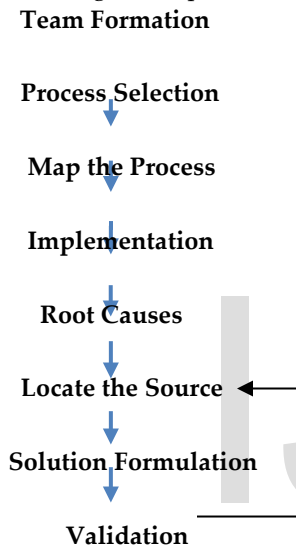 Team Formation
Process Selection
Map the Process
Implementation
Root Causes
Locate the Source
Solution Formulation
Validation